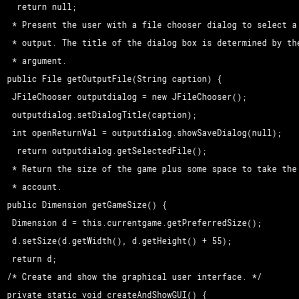 return null;
* Present the user with a file chooser dialog to select a
* output. The title of the dialog box is determined by the
* argument.
public File getOutputFile(String caption) {
JFileChooser outputdialog = new JFileChooser();
outputdialog.setDialogTitle(caption);
int openReturnVal = outputdialog.showSaveDialog(null);
return outputdialog.getSelectedFile();
* Return the size of the game plus some space to take the
* account.
public Dimension getGameSize() {
Dimension d = this.currentgame.getPreferredSize();
d.setSize(d.getWidth(), d.getHeight() + 55);
return d;
/* Create and show the graphical user interface. */
private static void createAndShowGUI() {